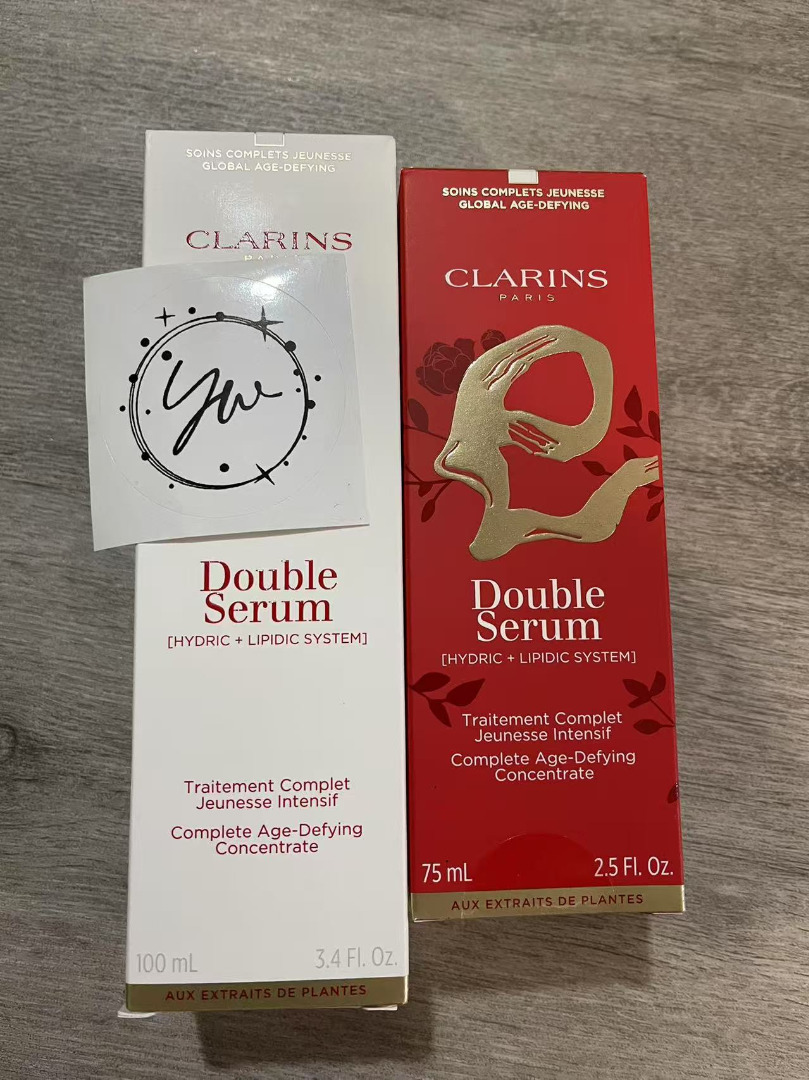 SOINS COMPLETS JEUNESSE
GLOBAL AGE-DEFYING
CLARINS
Double
Serum
[HYDRIC + LIPIDIC SYSTEM]
Traitement Complet
Jeunesse Intensif
Complete Age-Defying
Concentrate
100 mL 3.4 Fl. Oz.
AUX EXTRAITS DE PLANTES
SOINS COMPLETS JEUNESSE
GLOBAL AGE-DEFYING
CLARINS
PARIS
Double
Serum
[HYDRIC + LIPIDIC SYSTEM]
Traitement Complet
Jeunesse Intensif
Complete Age-Defying
Concentrate
75 mL 2.5 Fl. Oz.
AUX EXTRAITS DE PLANTES